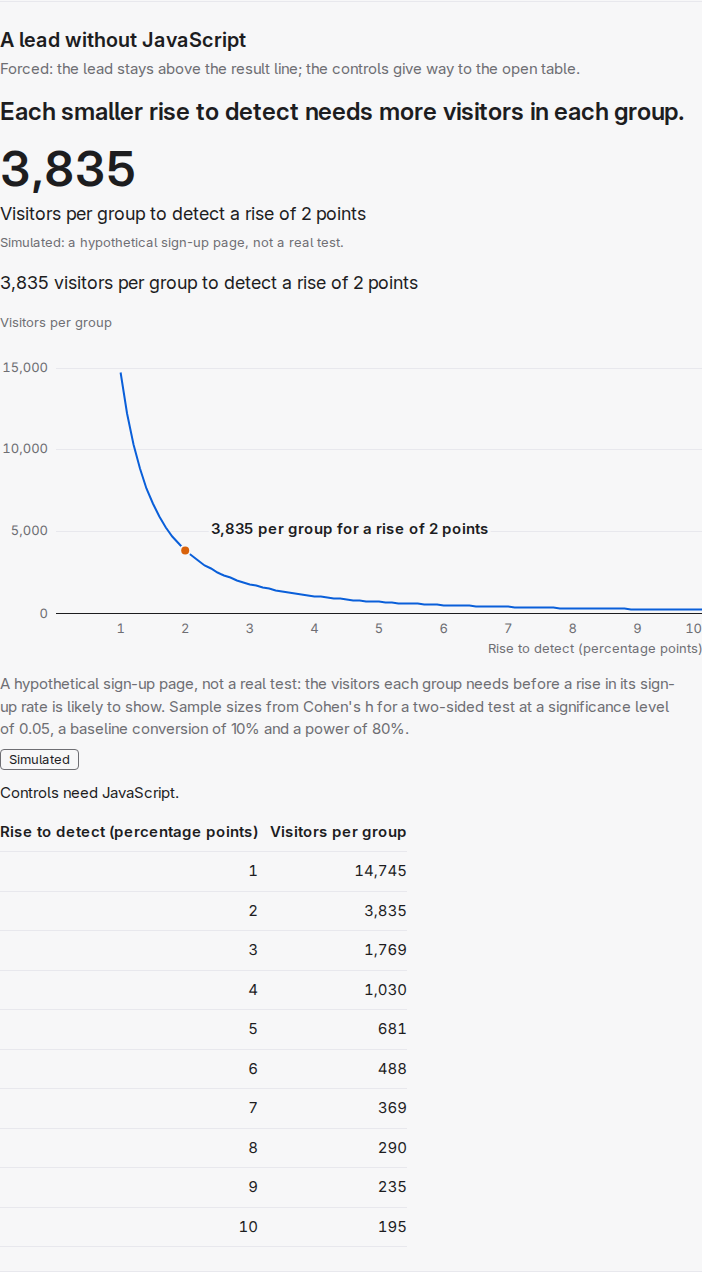 A lead without JavaScript
Forced: the lead stays above the result line; the controls give way to the open table.
Each smaller rise to detect needs more visitors in each group.
3,835
Visitors per group to detect a rise of 2 points
Simulated: a hypothetical sign-up page, not a real test.
3,835 visitors per group to detect a rise of 2 points
Visitors per group
15,000
10,000
5,000
3,835 per group for a rise of 2 points
0
1 2 3 4 5 6 7 8 9 10
Rise to detect (percentage points)
A hypothetical sign-up page, not a real test: the visitors each group needs before a rise in its sign-
up rate is likely to show. Sample sizes from Cohen's h for a two-sided test at a significance level
of 0.05, a baseline conversion of 10% and a power of 80%.
Simulated
Controls need JavaScript.
Rise to detect (percentage points) Visitors per group
1 14,745
2 3,835
3 1,769
4 1,030
5 681
6 488
7 369
8 290
9 235
10 195